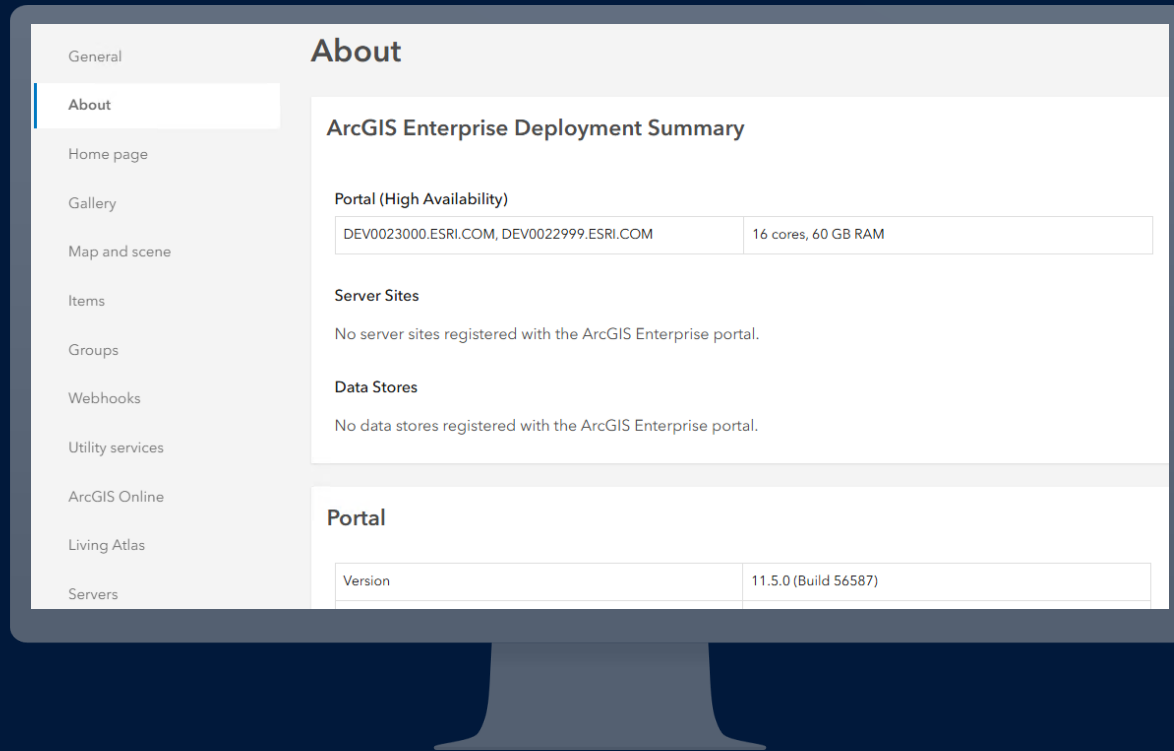 General
About
Home page
Gallery
Map and scene
Items
Groups
Webhooks
Utility services
ArcGIS Online
Living Atlas
Servers
About
ArcGIS Enterprise Deployment Summary
Portal (High Availability)
DEV0023000.ESRI.COM, DEV0022999.ESRI.COM 16 cores, 60 GB RAM
Server Sites
No server sites registered with the ArcGIS Enterprise portal.
Data Stores
No data stores registered with the ArcGIS Enterprise portal.
Portal
Version 11.5.0 (Build 56587)